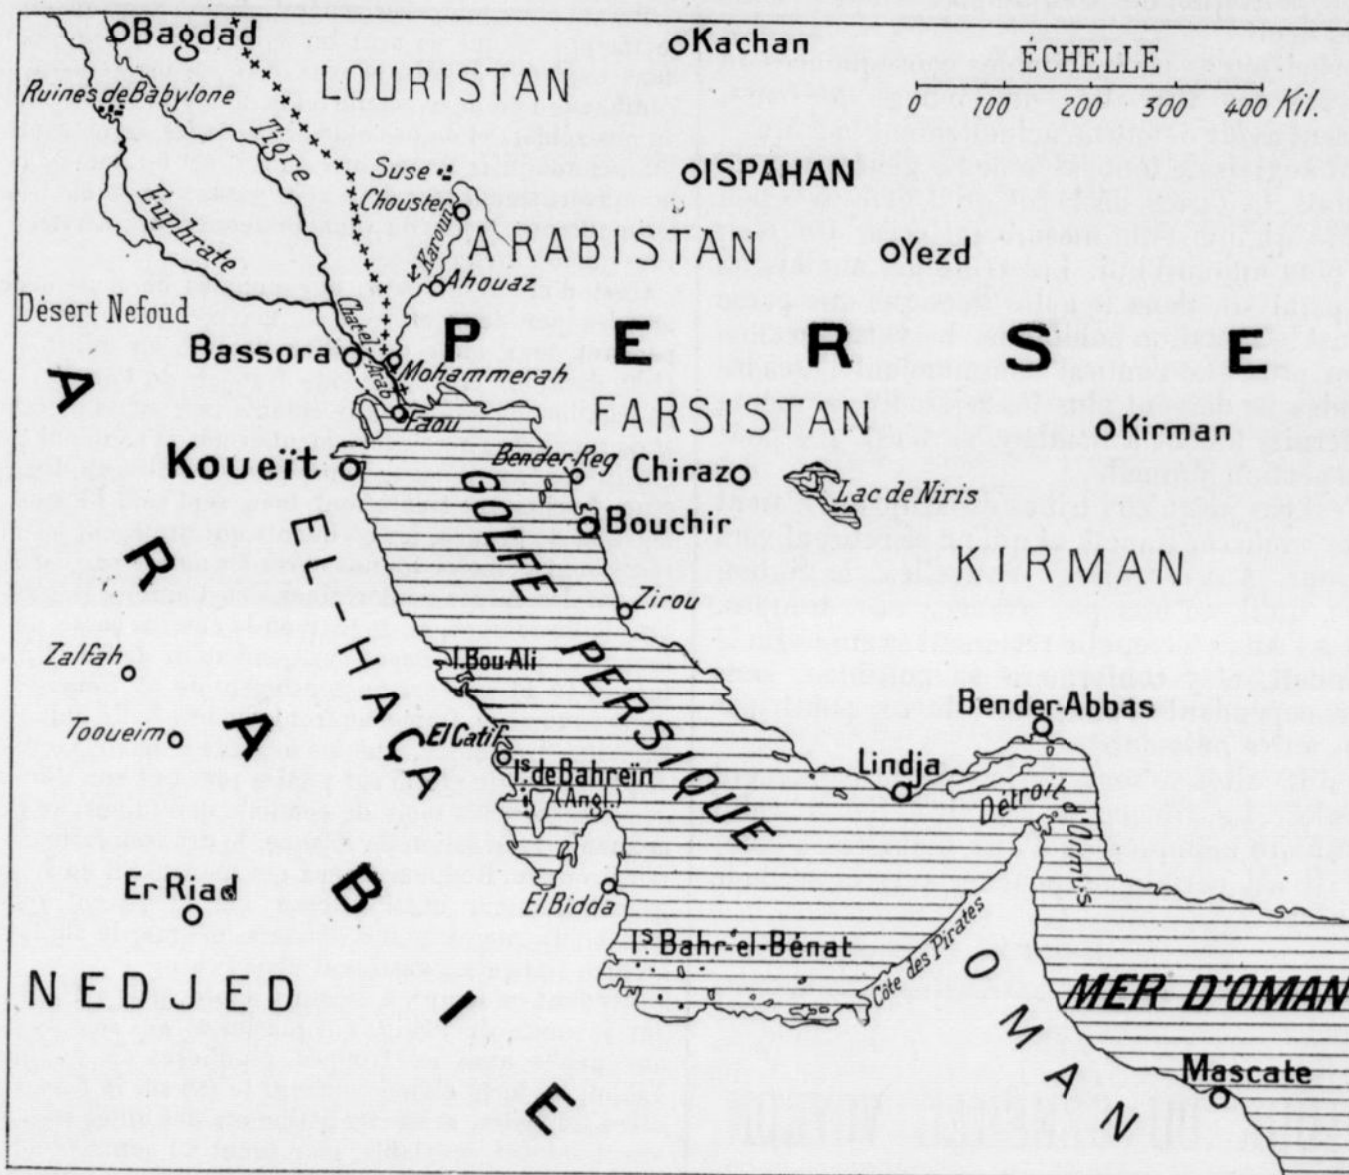 Bagdad
Kachan
ÉCHELLE
0 100 200 300 400 Kil.
LOURISTAN
Ruines de Babylone
Tigre
Suse
Chouster
ISPAHAN
Karoun
Euphrate
ARABISTAN
Yezd
Ahouaz
Désert Nefoud
Chat el Arab
PERSE
Bassora
Mohammerah
Faou
FARSISTAN
Kirman
Koueït
Bender-Reg
Chiraz
Lac de Niris
Bouchir
GOLFE PERSIQUE
KIRMAN
EL-HAÇA
Zirou
Zalfah
I. Bou-Ali
Tooueim
Bender-Abbas
El Catif
Is. de Bahreïn
(Angl.)
Lindja
Détroit d'Ormus
ARABIE
Er Riad
El Bidda
Is Bahr-el-Bénat
Côte des Pirates
NEDJED
OMAN
MER D'OMAN
Mascate